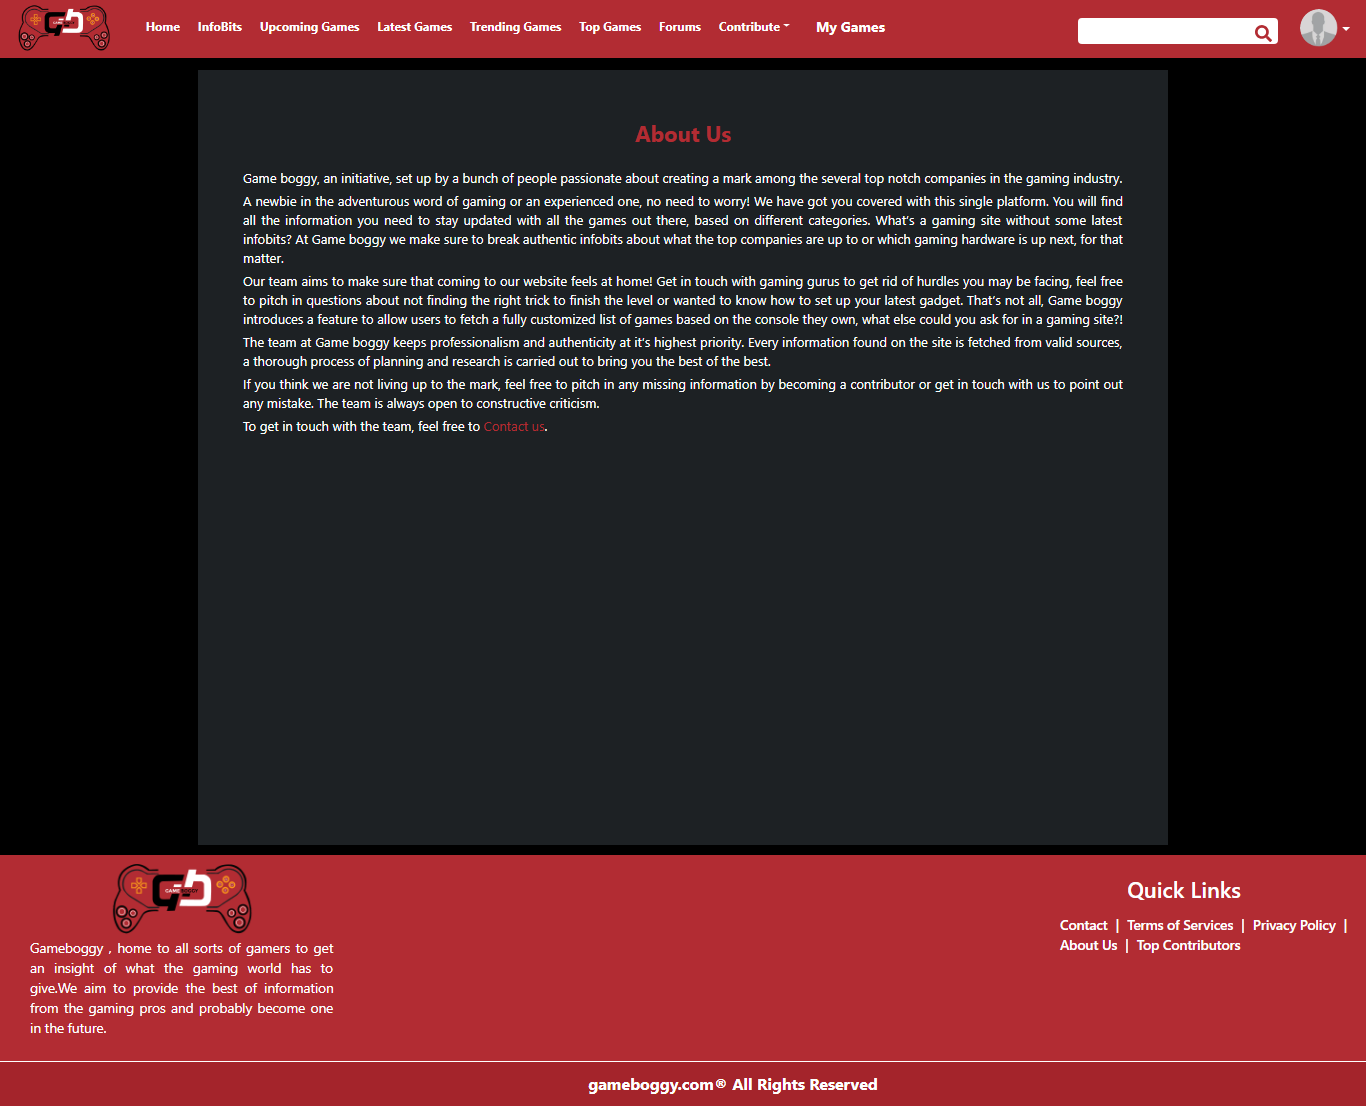 Home InfoBits Upcoming Games Latest Games Trending Games Top Games Forums Contribute My Games
About Us
Game boggy, an initiative, set up by a bunch of people passionate about creating a mark among the several top notch companies in the gaming industry.
A newbie in the adventurous word of gaming or an experienced one, no need to worry! We have got you covered with this single platform. You will find
all the information you need to stay updated with all the games out there, based on different categories. What's a gaming site without some latest
infobits? At Game boggy we make sure to break authentic infobits about what the top companies are up to or which gaming hardware is up next, for that
matter.
Our team aims to make sure that coming to our website feels at home! Get in touch with gaming gurus to get rid of hurdles you may be facing, feel free
to pitch in questions about not finding the right trick to finish the level or wanted to know how to set up your latest gadget. That's not all, Game boggy
introduces a feature to allow users to fetch a fully customized list of games based on the console they own, what else could you ask for in a gaming site?!
The team at Game boggy keeps professionalism and authenticity at it's highest priority. Every information found on the site is fetched from valid sources,
a thorough process of planning and research is carried out to bring you the best of the best.
If you think we are not living up to the mark, feel free to pitch in any missing information by becoming a contributor or get in touch with us to point out
any mistake. The team is always open to constructive criticism.
To get in touch with the team, feel free to Contact us.
GAME BOGGY
Gameboggy , home to all sorts of gamers to get
an insight of what the gaming world has to
give.We aim to provide the best of information
from the gaming pros and probably become one
in the future.
Quick Links
Contact | Terms of Services | Privacy Policy |
About Us | Top Contributors
gameboggy.com® All Rights Reserved